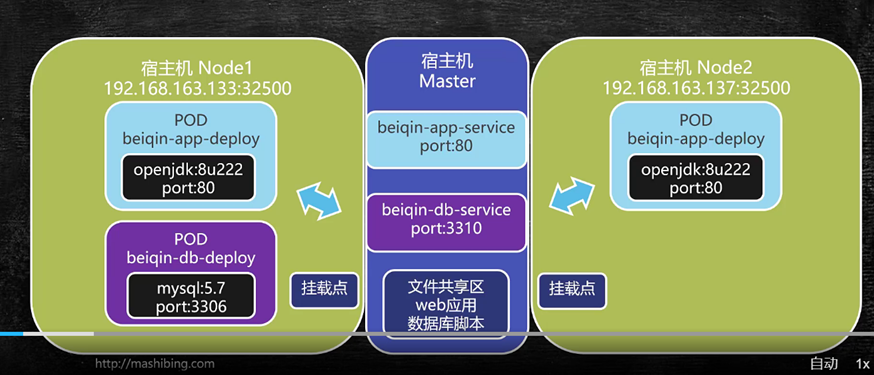 宿主机 Node1
192.168.163.133:32500
POD
beiqin-app-deploy
openjdk:8u222
port:80
POD
beiqin-db-deploy
mysql:5.7
port:3306
挂载点
宿主机
Master
beiqin-app-service
port:80
beiqin-db-service
port:3310
文件共享区
web应用
数据库脚本
宿主机 Node2
192.168.163.137:32500
POD
beiqin-app-deploy
openjdk:8u222
port:80
挂载点
http://mashibing.com
自动 1x